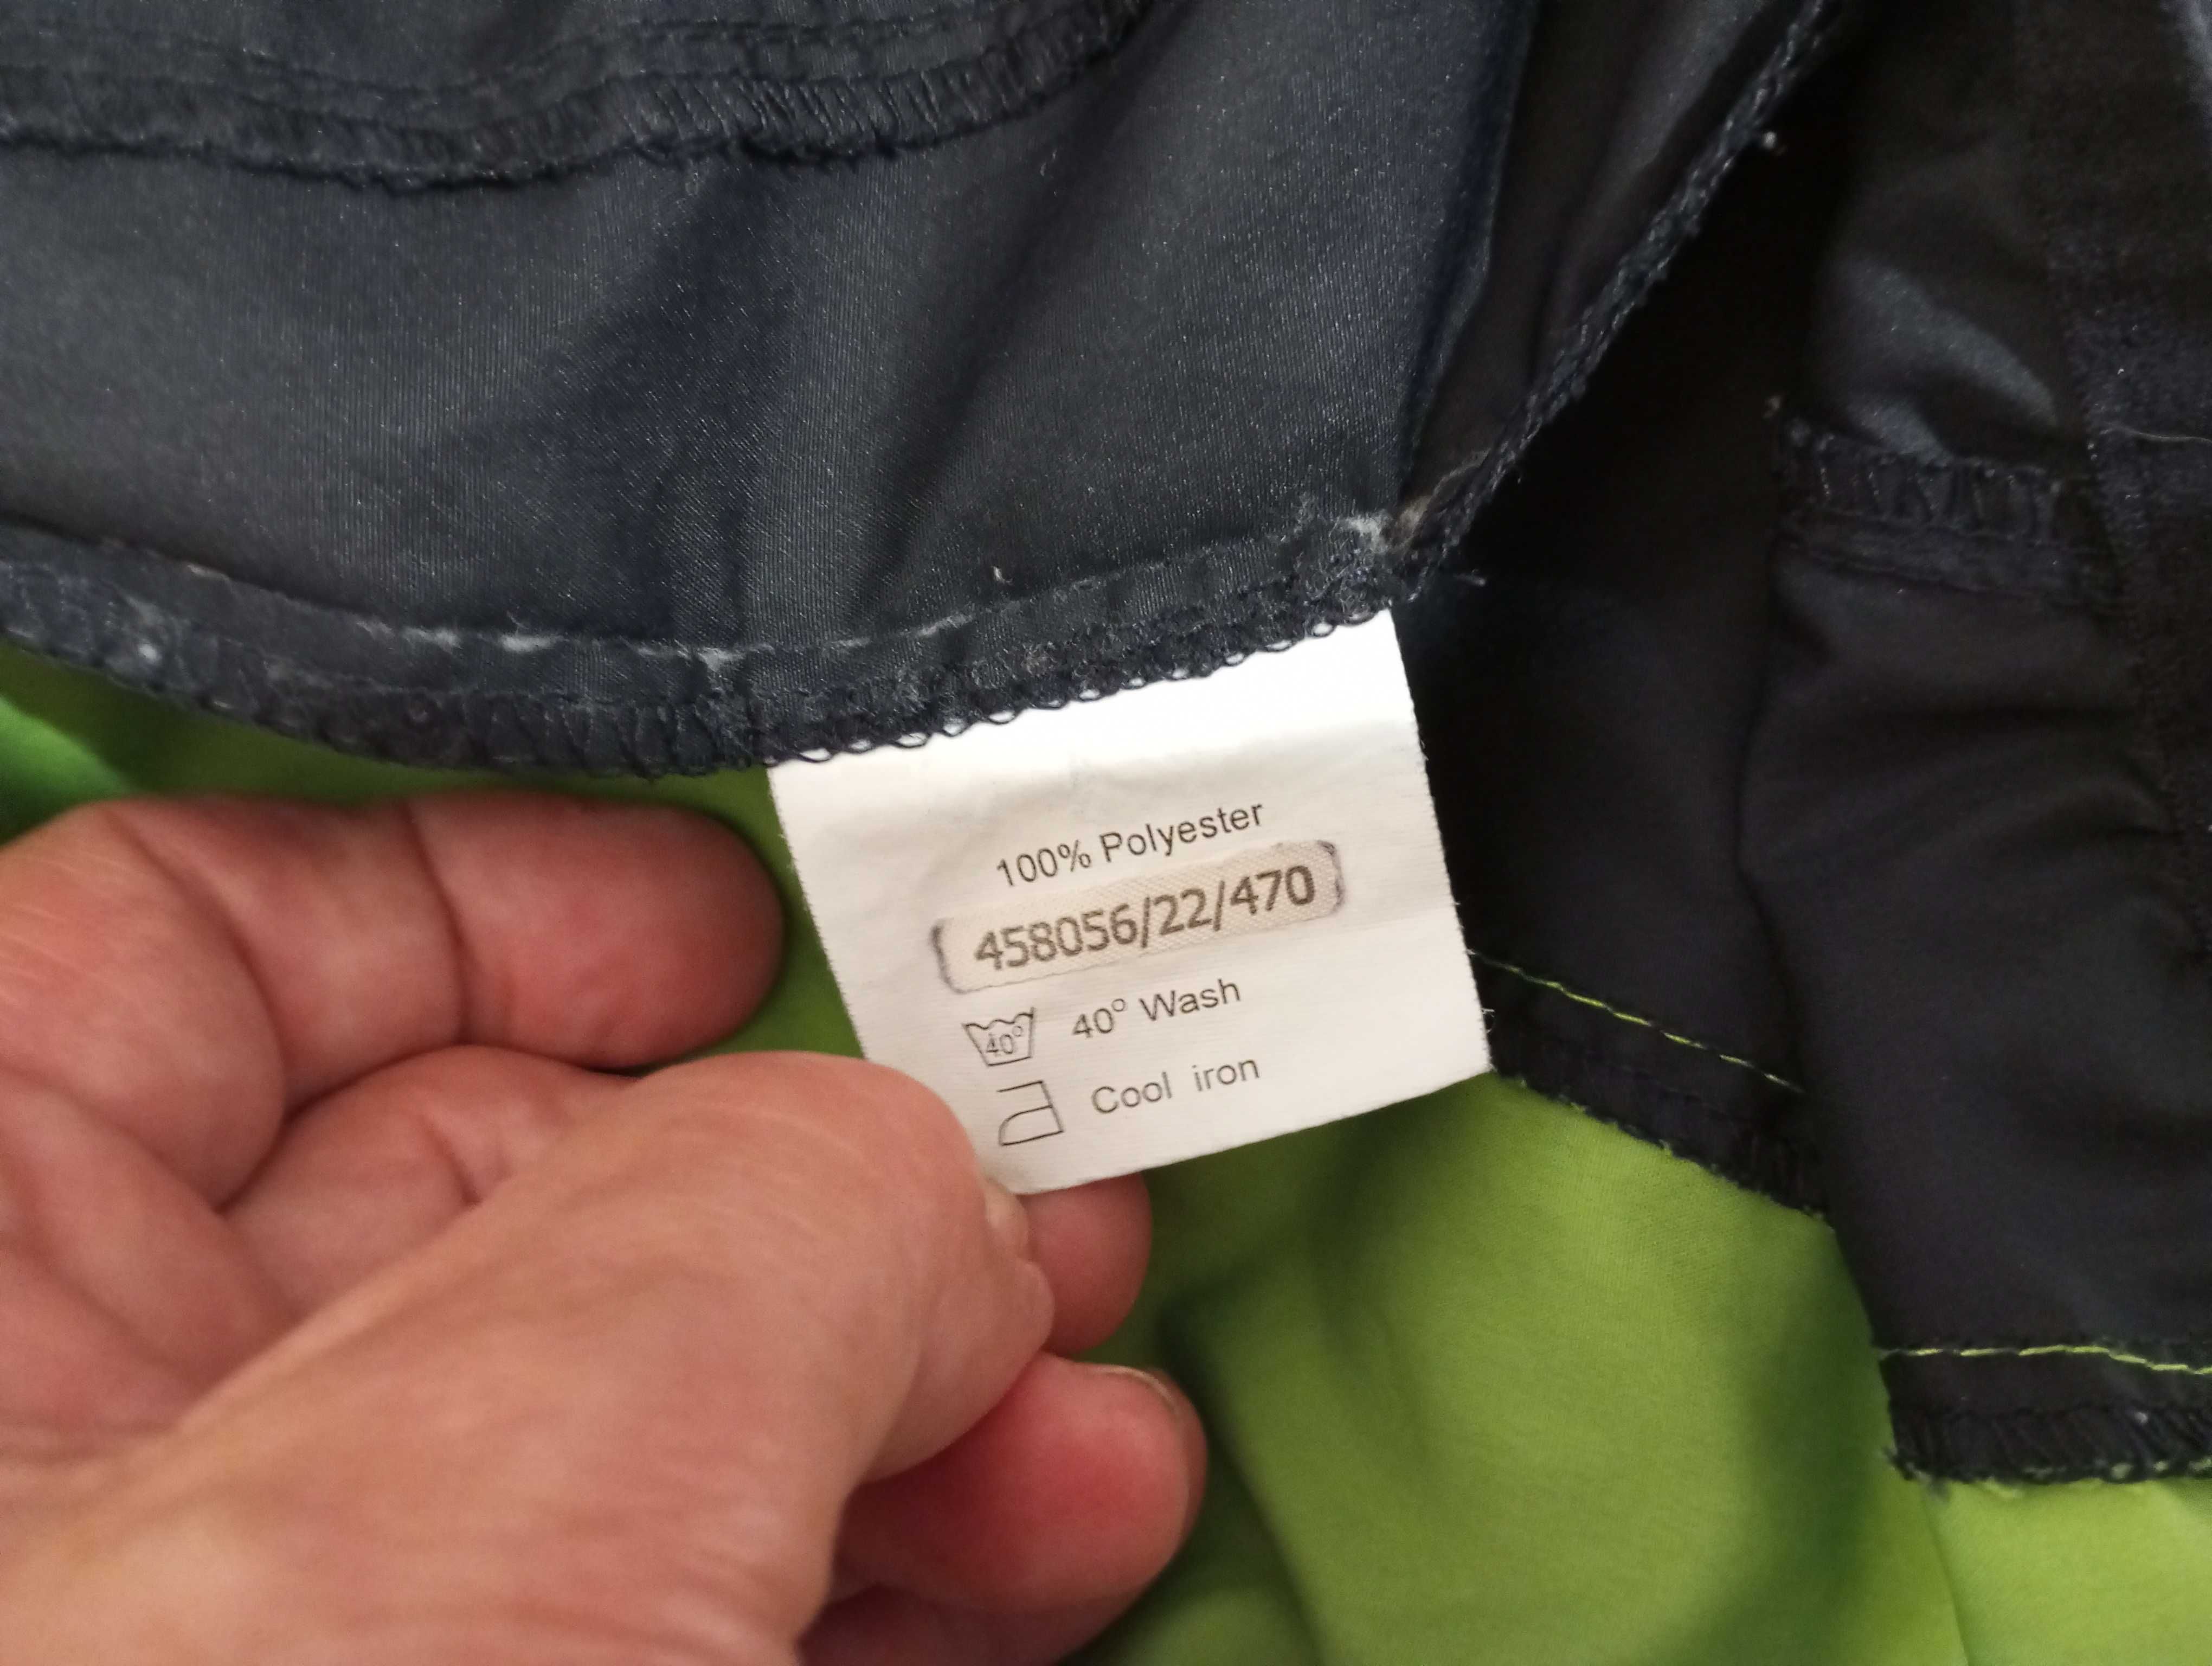 100% Polyester
458056/22/470
40° 40° Wash
Cool iron